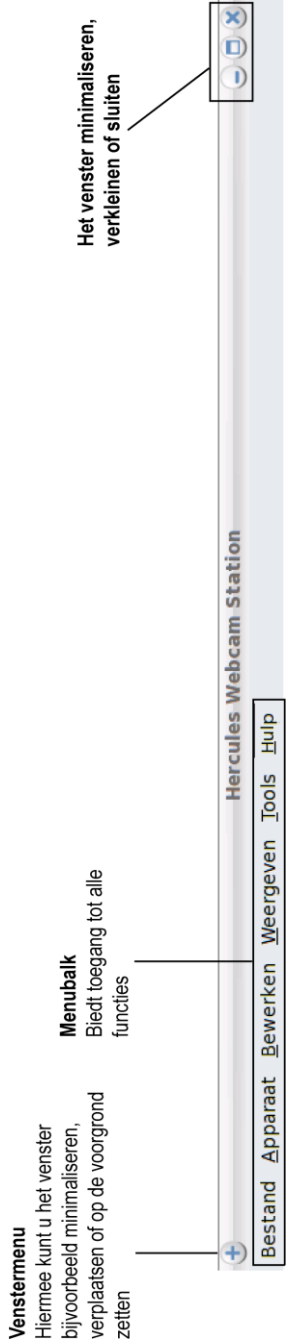 Venstermenu
Hiermee kunt u het venster
bijvoorbeeld minimaliseren,
verplaatsen of op de voorgrond
zetten
Menubalk
Biedt toegang tot alle
functies
Het venster minimaliseren,
verkleinen of sluiten
Hercules Webcam Station
Bestand Apparaat Bewerken Weergeven Tools Hulp